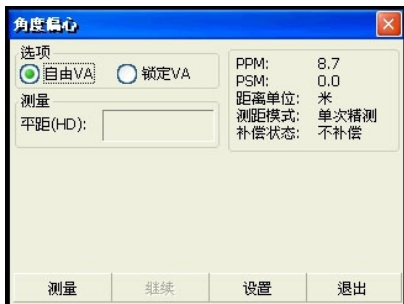 角度偏心
选项
自由VA 锁定VA
测量
平距(HD):
PPM: 8.7
PSM: 0.0
距离单位: 米
测距模式: 单次精测
补偿状态: 不补偿
测量 继续 设置 退出